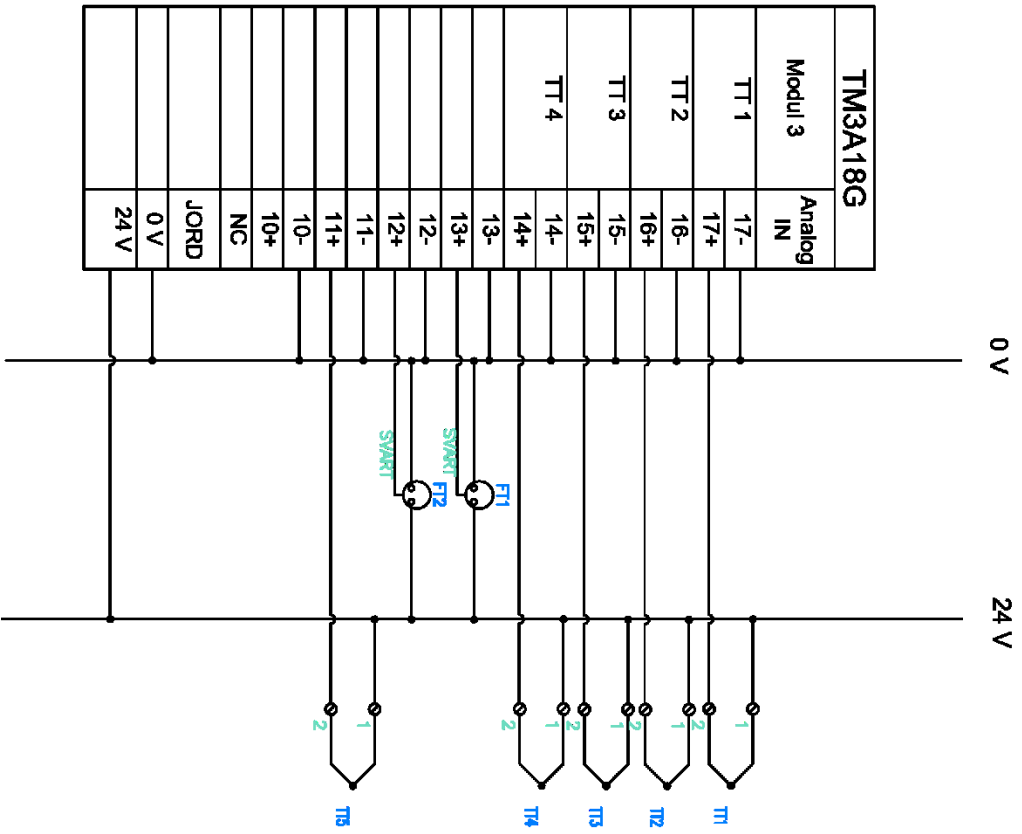 TM3A18G
Modul 3
Analog
IN
TT 1
17-
17+
TT 2
16-
16+
TT 3
15-
15+
TT 4
14-
14+
13-
13+
12-
12+
11-
11+
10-
10+
NC
JORD
0 V
24 V
0 V
SVART
SVART
FT1
FT2
24 V
1
2
1
2
1
2
1
2
1
2
TT1
TT2
TT3
TT4
TT5